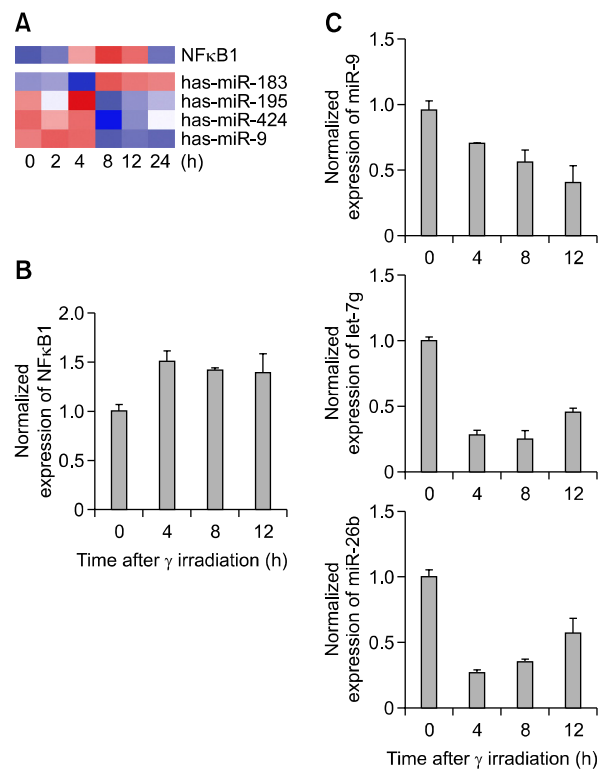 A
NFκB1
has-miR-183
has-miR-195
has-miR-424
has-miR-9
0 2 4 8 12 24 (h)
B
Normalized
expression of NFκB1
2.0
1.5
1.0
1.5
0
0 4 8 12
Time after γ irradiation (h)
C
Normalized
expression of miR-9
1.5
1.0
0.5
0
0 4 8 12
Normalized
expression of let-7g
1.5
1.0
0.5
0
0 4 8 12
Normalized
expression of miR-26b
1.5
1.0
0.5
0
0 4 8 12
Time after γ irradiation (h)